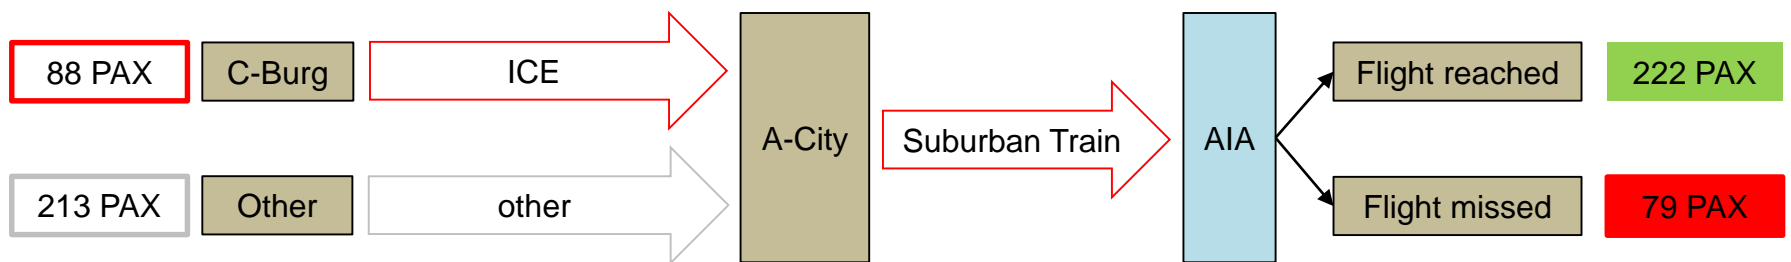 88 PAX
C-Burg
ICE
213 PAX
Other
other
A-City
Suburban Train
AIA
Flight reached
222 PAX
Flight missed
79 PAX